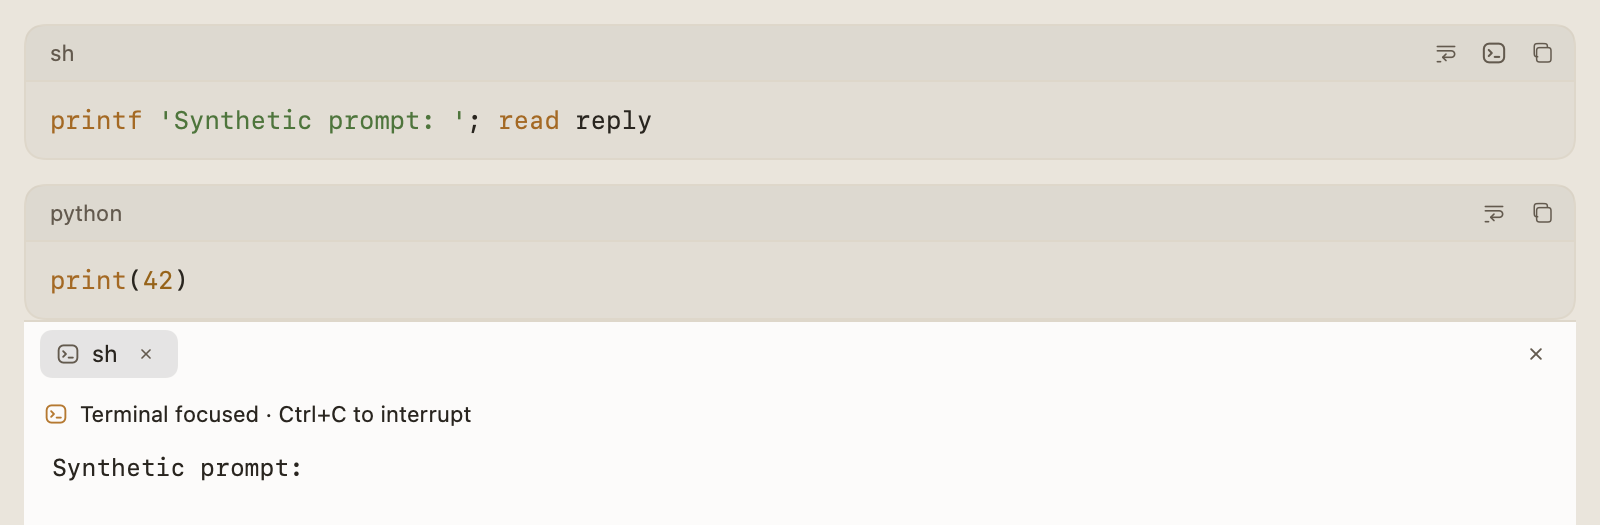 sh
printf 'Synthetic prompt: '; read reply
python
print(42)
sh
Terminal focused · Ctrl+C to interrupt
Synthetic prompt: